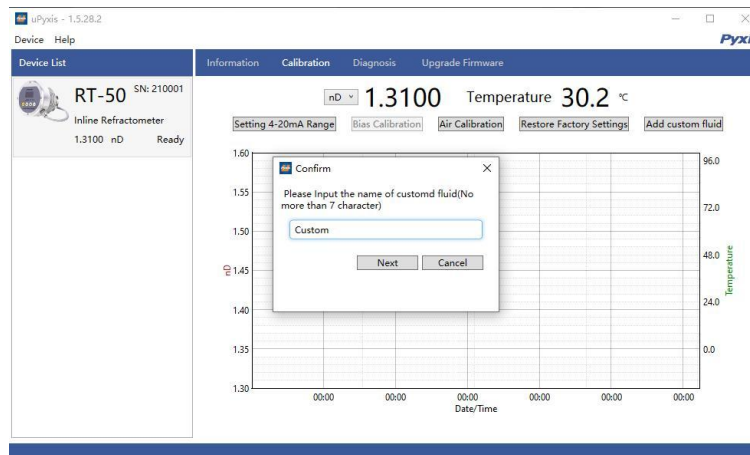 uPyxis - 1.5.28.2
Device Help
Pyxi
Device List
Information Calibration Diagnosis Upgrade Firmware
RT-50 SN: 210001
Inline Refractometer
1.3100 nD Ready
nD 1.3100 Temperature 30.2 ℃
Setting 4-20mA Range Bias Calibration Air Calibration Restore Factory Settings Add custom fluid
Confirm
Please Input the name of customd fluid(No
more than 7 character)
Custom
Next Cancel
nD
1.60
1.55
1.50
1.45
1.40
1.35
1.30
96.0
72.0
48.0
24.0
0.0
Temperature
00:00 00:00 00:00 00:00 00:00 00:00
Date/Time